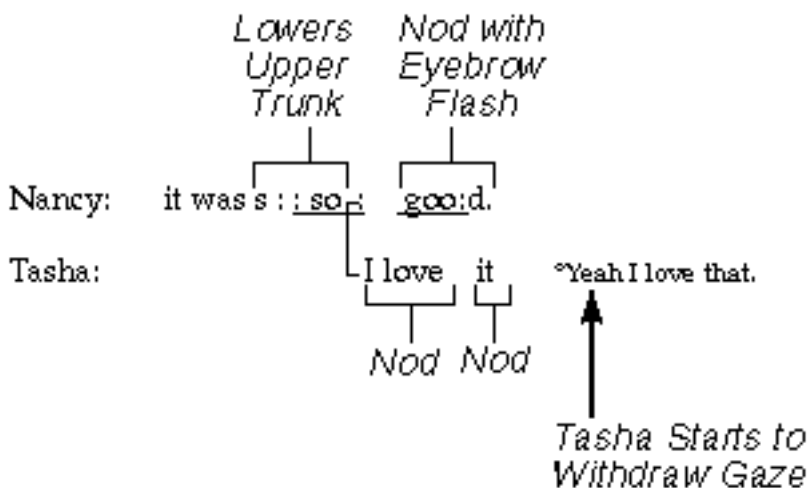 Lowers Upper Trunk
Nod with Eyebrow Flash
Nancy: it was s : : so : goo:d.
Tasha: I love it °Yeah I love that.
Nod Nod
Tasha Starts to
Withdraw Gaze